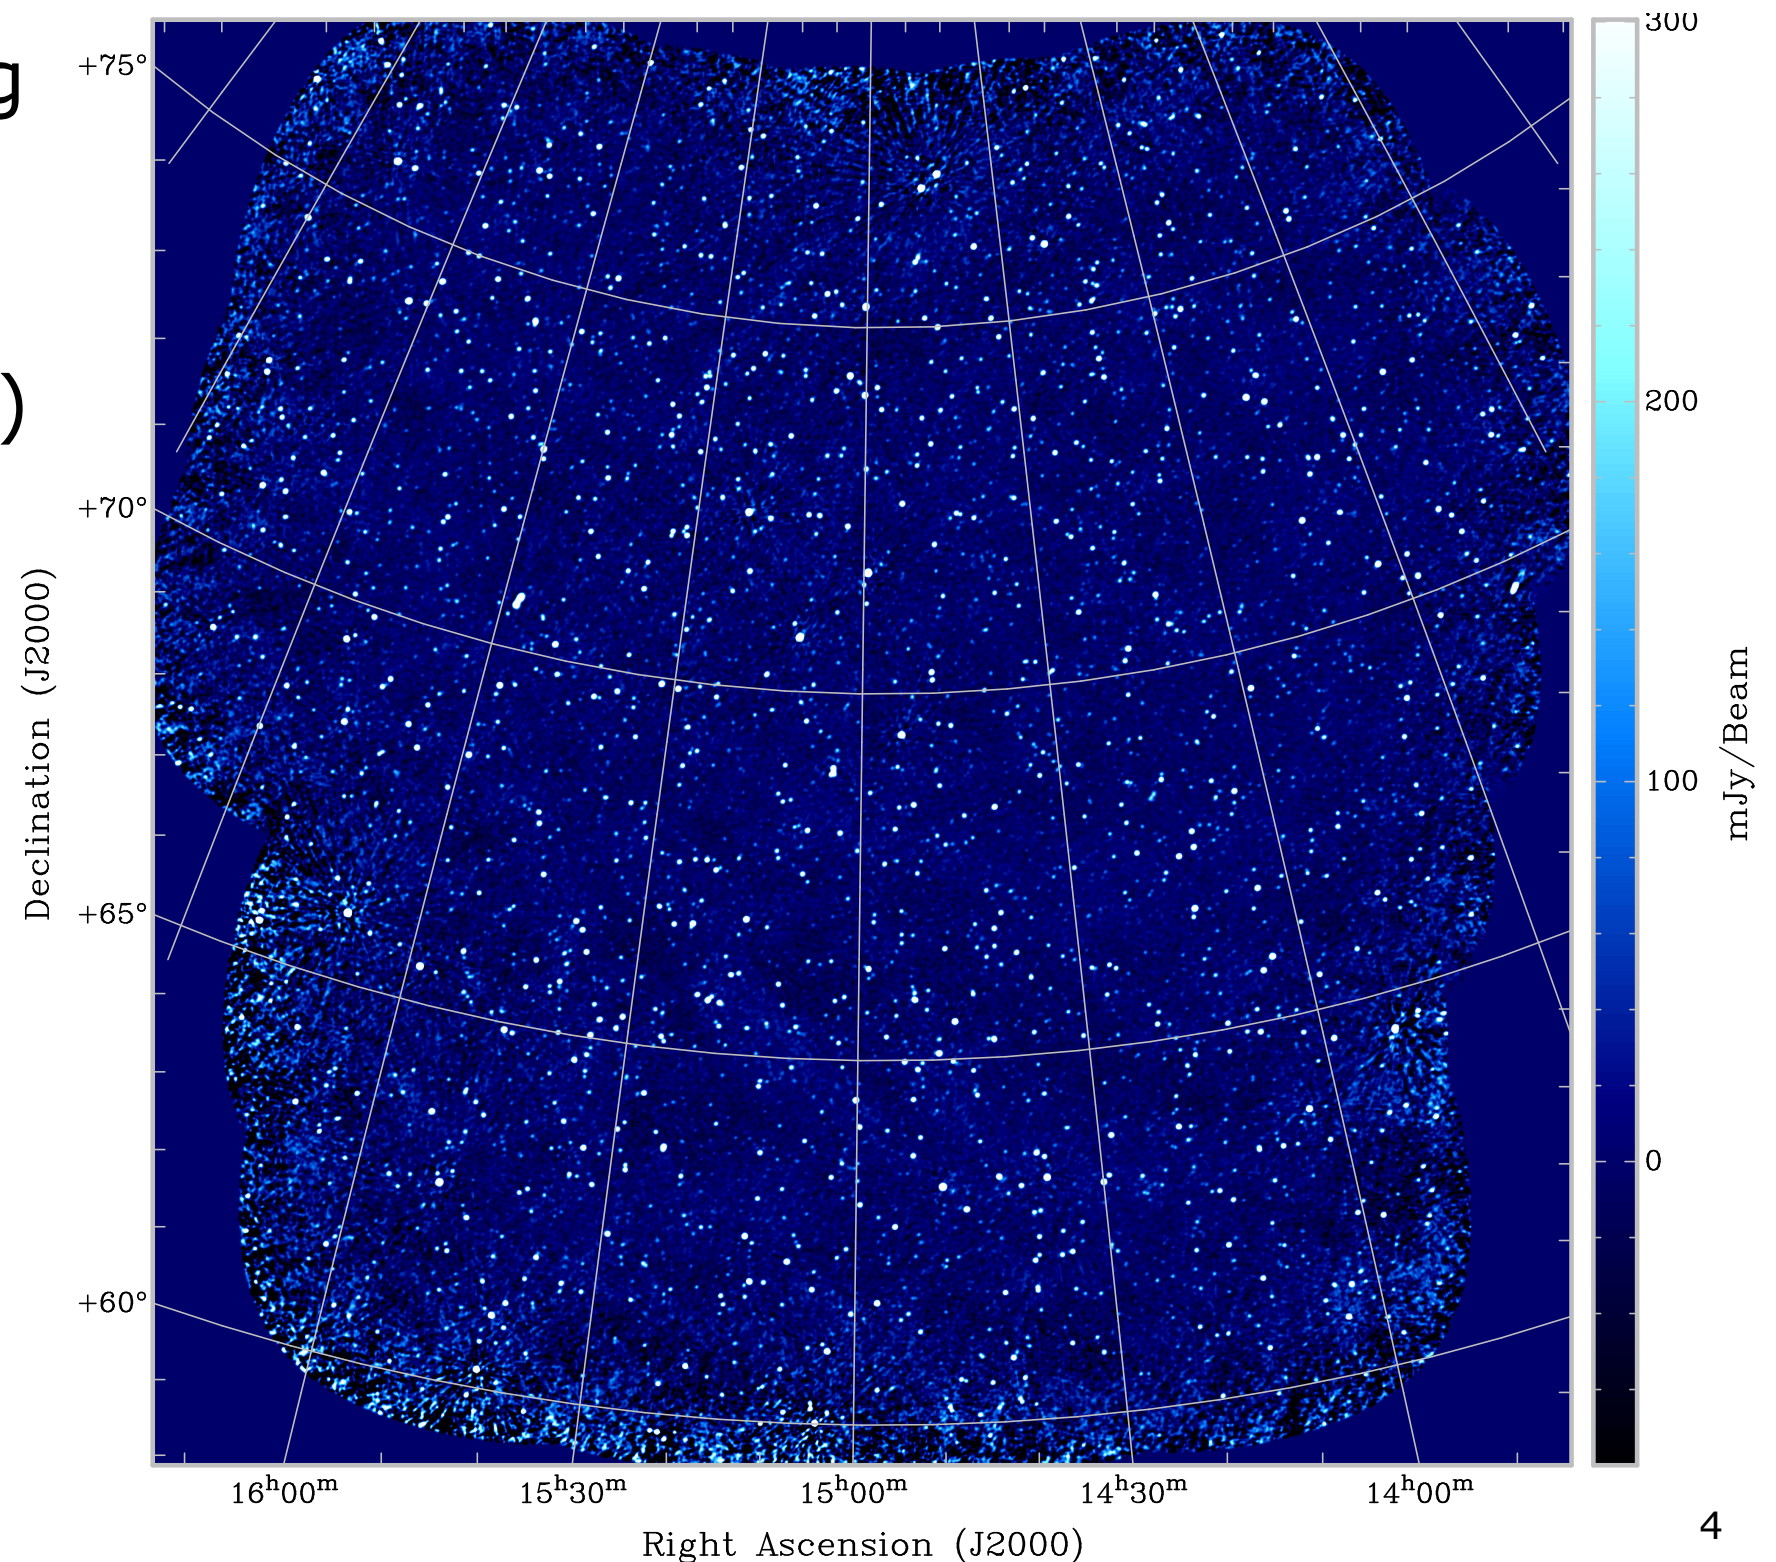 g
)
+75°
+70°
+65°
+60°
Declination (J2000)
16ʰ00ᵐ 15ʰ30ᵐ 15ʰ00ᵐ 14ʰ30ᵐ 14ʰ00ᵐ
Right Ascension (J2000)
300
200
100
0
mJy/Beam
4